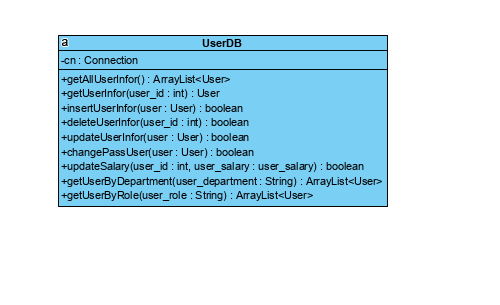 a
UserDB
-cn : Connection
+getAllUserInfor() : ArrayList<User>
+getUserInfor(user_id : int) : User
+insertUserInfor(user : User) : boolean
+deleteUserInfor(user_id : int) : boolean
+updateUserInfor(user : User) : boolean
+changePassUser(user : User) : boolean
+updateSalary(user_id : int, user_salary : user_salary) : boolean
+getUserByDepartment(user_department : String) : ArrayList<User>
+getUserByRole(user_role : String) : ArrayList<User>